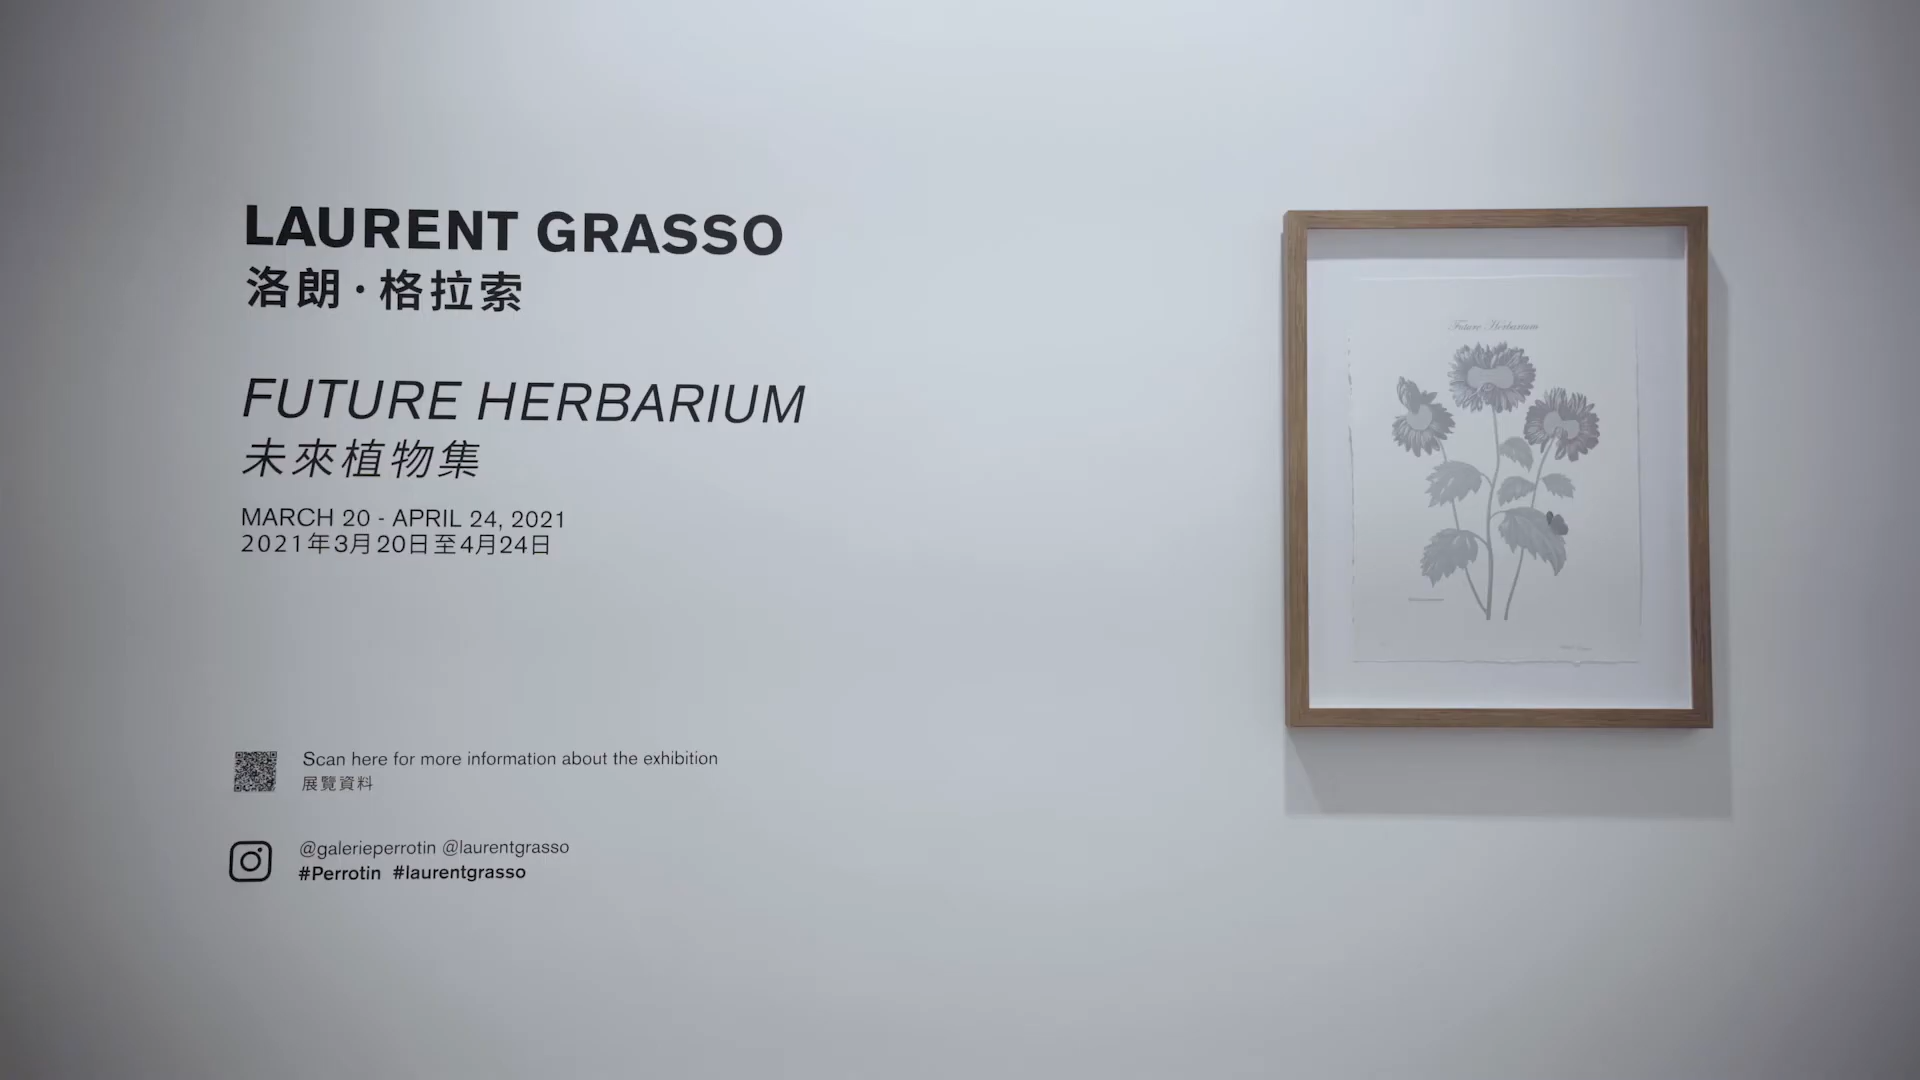 LAURENT GRASSO
洛朗·格拉索
FUTURE HERBARIUM
未來植物集
MARCH 20 - APRIL 24, 2021
2021年3月20日至4月24日
Scan here for more information about the exhibition
展覽資料
@galerieperrotin @laurentgrasso
#Perrotin #laurentgrasso
Future Herbarium